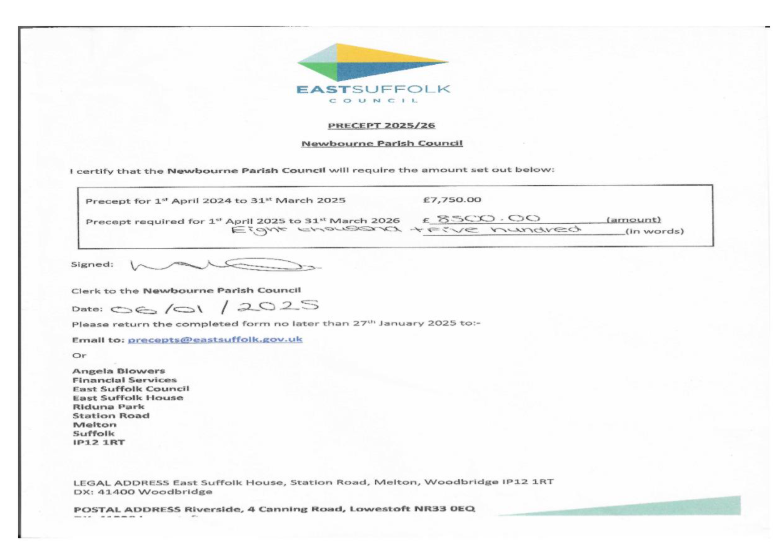 EASTSUFFOLK
COUNCIL
PRECEPT 2025/26
Newbourne Parish Council
I certify that the Newbourne Parish Council will require the amount set out below:
Precept for 1st April 2024 to 31st March 2025 £7,750.00
Precept required for 1st April 2025 to 31st March 2026 £ 8500.00 (amount)
Eight thousand + five hundred (in words)
Signed:
Clerk to the Newbourne Parish Council
Date: 06/01/2025
Please return the completed form no later than 27th January 2025 to:-
Email to: precepts@eastsuffolk.gov.uk
Or
Angela Blowers
Financial Services
East Suffolk Council
East Suffolk House
Riduna Park
Station Road
Melton
Suffolk
IP12 1RT
LEGAL ADDRESS East Suffolk House, Station Road, Melton, Woodbridge IP12 1RT
DX: 41400 Woodbridge
POSTAL ADDRESS Riverside, 4 Canning Road, Lowestoft NR33 0EQ